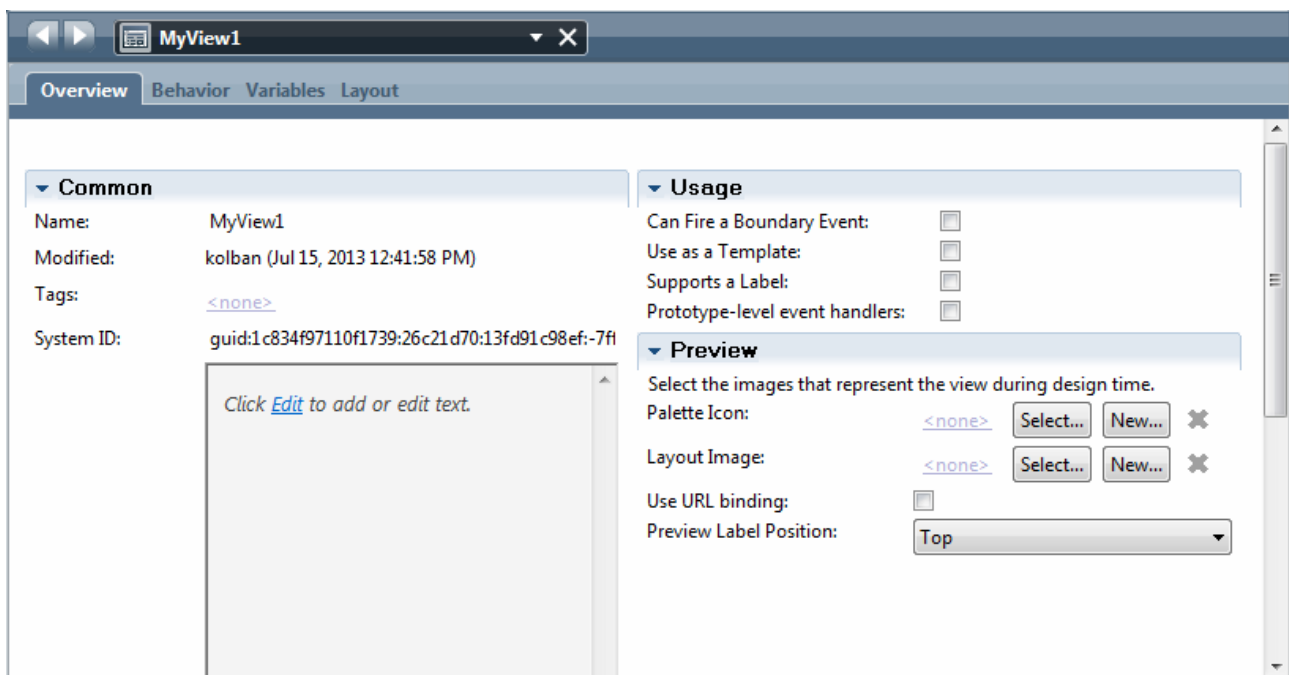 MyView1
Overview Behavior Variables Layout
Common
Name: MyView1
Modified: kolban (Jul 15, 2013 12:41:58 PM)
Tags: <none>
System ID: guid:1c834f97110f1739:26c21d70:13fd91c98ef:-7ff
Click Edit to add or edit text.
Usage
Can Fire a Boundary Event:
Use as a Template:
Supports a Label:
Prototype-level event handlers:
Preview
Select the images that represent the view during design time.
Palette Icon: <none> Select... New...
Layout Image: <none> Select... New...
Use URL binding:
Preview Label Position: Top